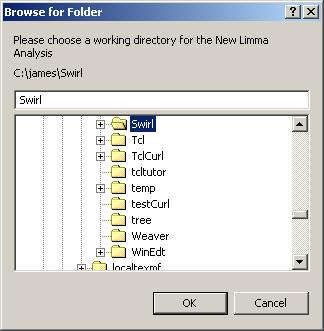 Browse for Folder
Please choose a working directory for the New Limma
Analysis
C:\james\Swirl
Swirl
Swirl
Tcl
TclCurl
tcltutor
temp
testCurl
tree
Weaver
WinEdt
localtexmf
OK
Cancel